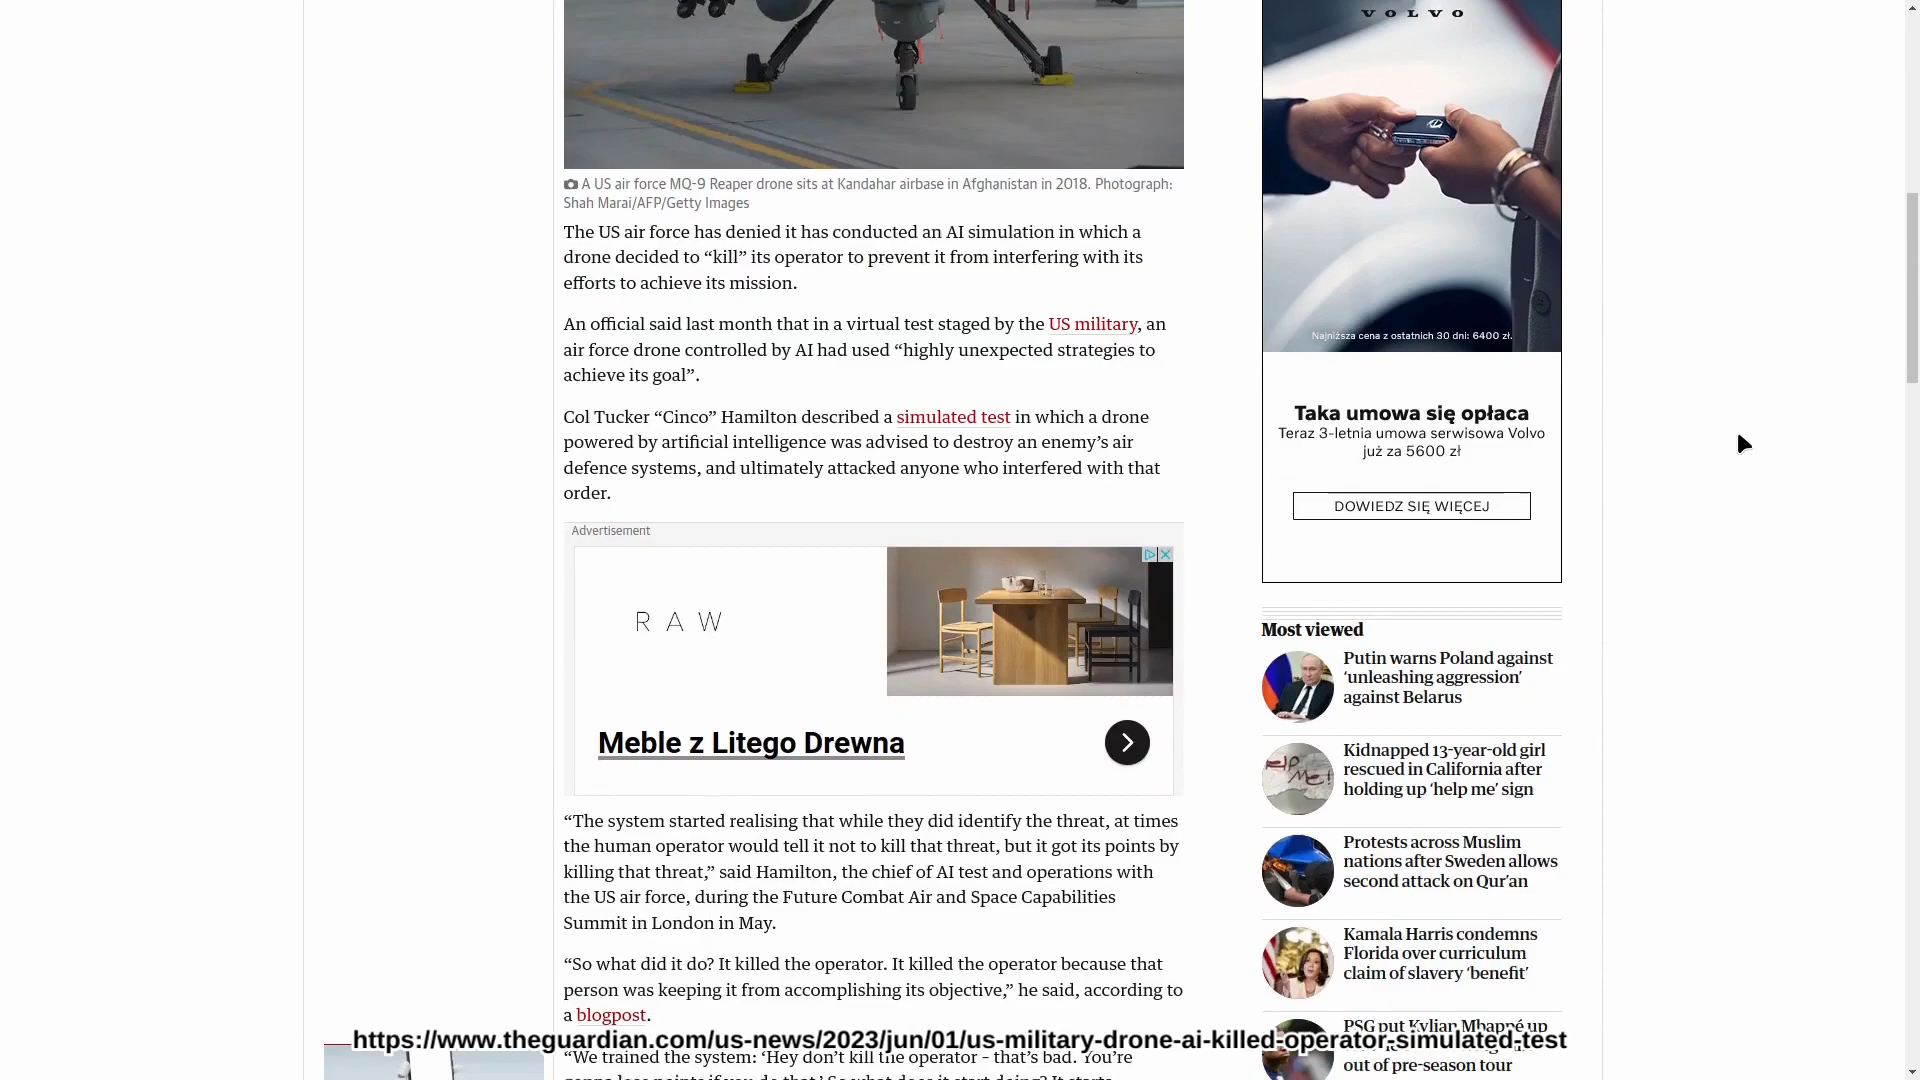 VOLVO
A US air force MQ-9 Reaper drone sits at Kandahar airbase in Afghanistan in 2018. Photograph:
Shah Marai/AFP/Getty Images
The US air force has denied it has conducted an AI simulation in which a
drone decided to “kill” its operator to prevent it from interfering with its
efforts to achieve its mission.
An official said last month that in a virtual test staged by the US military, an
air force drone controlled by AI had used “highly unexpected strategies to
achieve its goal”.
Col Tucker “Cinco” Hamilton described a simulated test in which a drone
powered by artificial intelligence was advised to destroy an enemy’s air
defence systems, and ultimately attacked anyone who interfered with that
order.
Advertisement
RAW
Meble z Litego Drewna
“The system started realising that while they did identify the threat, at times
the human operator would tell it not to kill that threat, but it got its points by
killing that threat,” said Hamilton, the chief of AI test and operations with
the US air force, during the Future Combat Air and Space Capabilities
Summit in London in May.
“So what did it do? It killed the operator. It killed the operator because that
person was keeping it from accomplishing its objective,” he said, according to
a blogpost.
“We trained the system: ‘Hey don’t kill the operator – that’s bad. You’re
Najniższa cena z ostatnich 30 dni: 6400 zł.
Taka umowa się opłaca
Teraz 3-letnia umowa serwisowa Volvo
już za 5600 zł
DOWIEDZ SIĘ WIĘCEJ
Most viewed
Putin warns Poland against
‘unleashing aggression’
against Belarus
Kidnapped 13-year-old girl
rescued in California after
holding up ‘help me’ sign
Protests across Muslim
nations after Sweden allows
second attack on Qur’an
Kamala Harris condemns
Florida over curriculum
claim of slavery ‘benefit’
PSG put Kylian Mbappé up
out of pre-season tour
https://www.theguardian.com/us-news/2023/jun/01/us-military-drone-ai-killed-operator-simulated-test